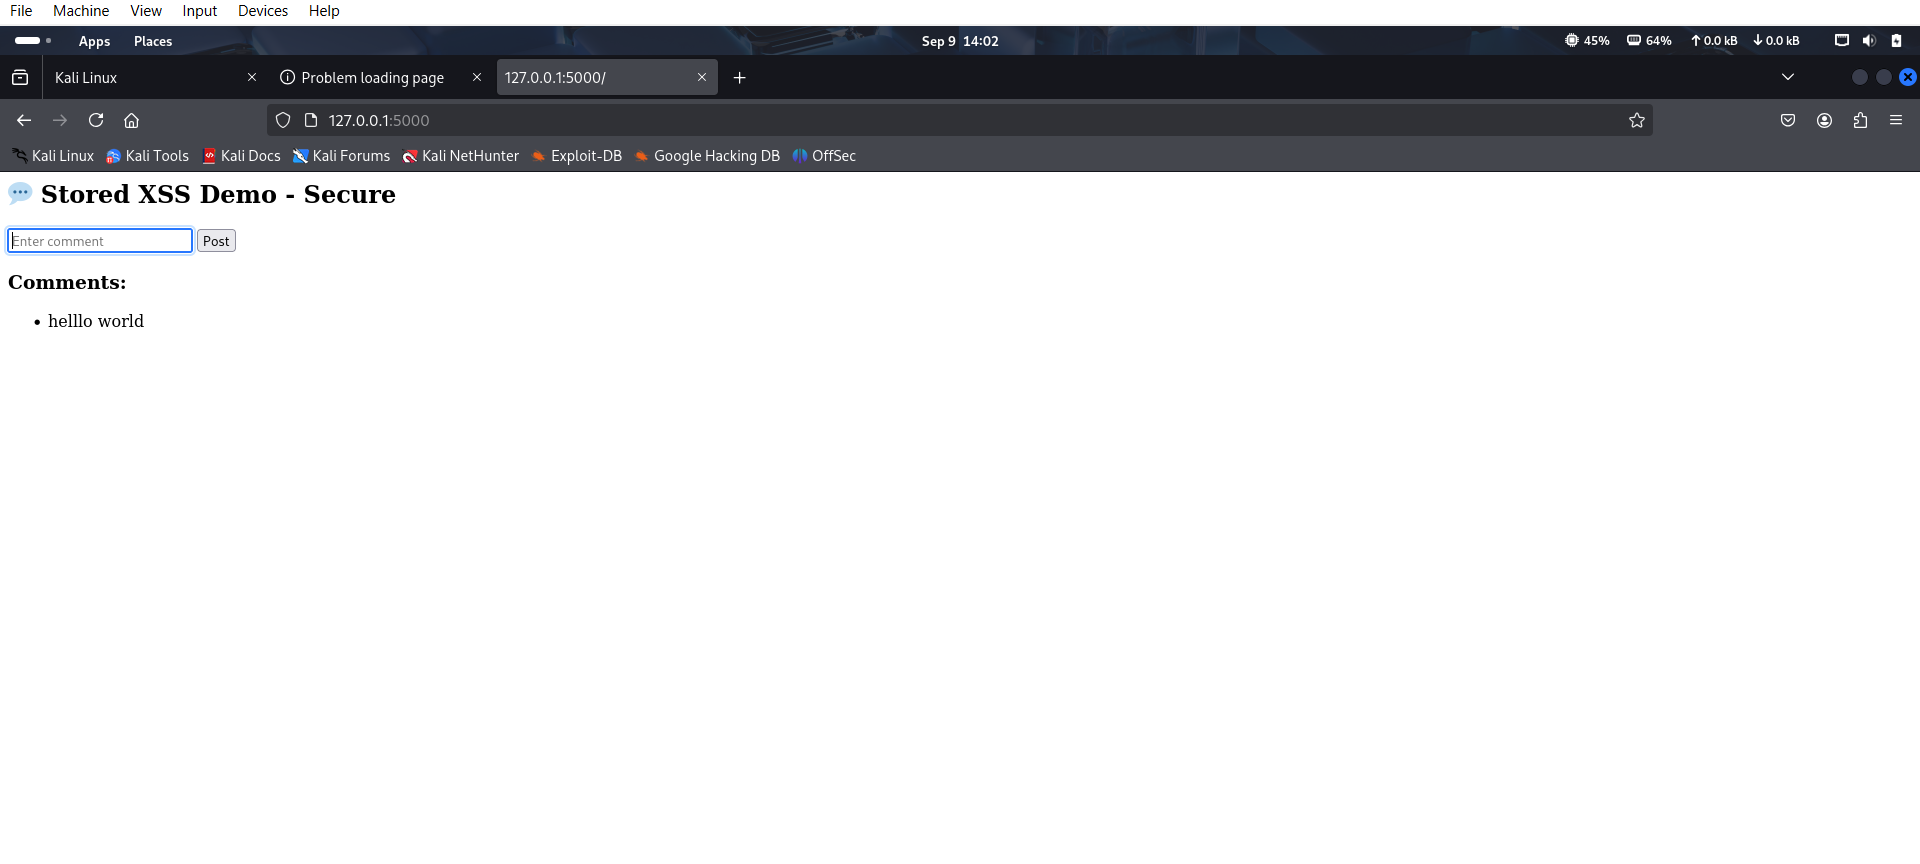 File Machine View Input Devices Help
Apps Places Sep 9 14:02 45% 64% 0.0 kB 0.0 kB
Kali Linux Problem loading page 127.0.0.1:5000/
127.0.0.1:5000
Kali Linux Kali Tools Kali Docs Kali Forums Kali NetHunter Exploit-DB Google Hacking DB OffSec
Stored XSS Demo - Secure
Enter comment Post
Comments:
• helllo world